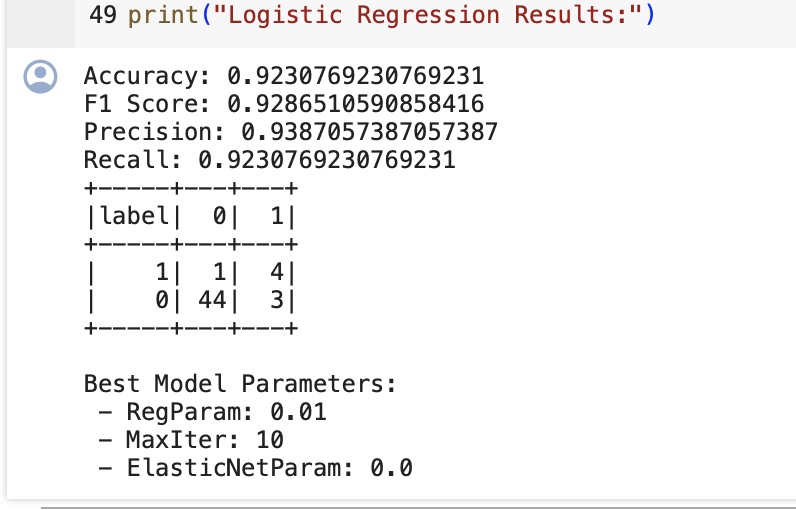 49 print("Logistic Regression Results:")
Accuracy: 0.9230769230769231
F1 Score: 0.9286510590858416
Precision: 0.9387057387057387
Recall: 0.9230769230769231
+-----+---+---+
|label|  0|  1|
+-----+---+---+
|    1|  1|  4|
|    0| 44|  3|
+-----+---+---+
Best Model Parameters:
 - RegParam: 0.01
 - MaxIter: 10
 - ElasticNetParam: 0.0